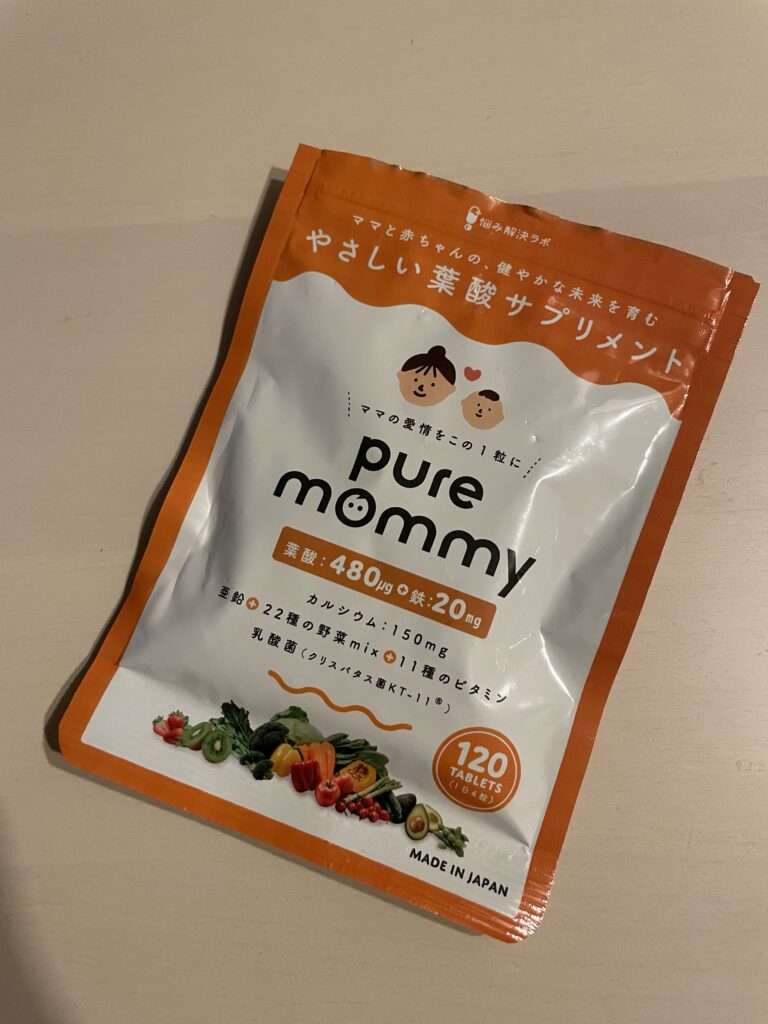 悩み解決ラボ
ママと赤ちゃんの、健やかな未来を育む
やさしい葉酸サプリメント
ママの愛情をこの1粒に
pure
mommy
葉酸:480μg+鉄:20mg
カルシウム:150mg
亜鉛+22種の野菜mix+11種のビタミン
乳酸菌(クリスパタス菌KT-11®)
120
TABLETS
(1日4粒)
MADE IN JAPAN